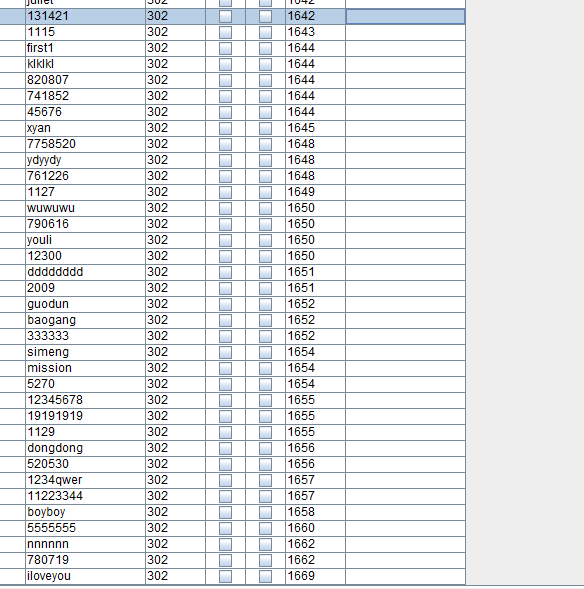 juliet 302 1642
131421 302 1642
1115 302 1643
first1 302 1644
klklkl 302 1644
820807 302 1644
741852 302 1644
45676 302 1644
xyan 302 1645
7758520 302 1648
ydyydy 302 1648
761226 302 1648
1127 302 1649
wuwuwu 302 1650
790616 302 1650
youli 302 1650
12300 302 1650
dddddddd 302 1651
2009 302 1651
guodun 302 1652
baogang 302 1652
333333 302 1652
simeng 302 1654
mission 302 1654
5270 302 1654
12345678 302 1655
19191919 302 1655
1129 302 1655
dongdong 302 1656
520530 302 1656
1234qwer 302 1657
11223344 302 1657
boyboy 302 1658
5555555 302 1660
nnnnnn 302 1662
780719 302 1662
iloveyou 302 1669